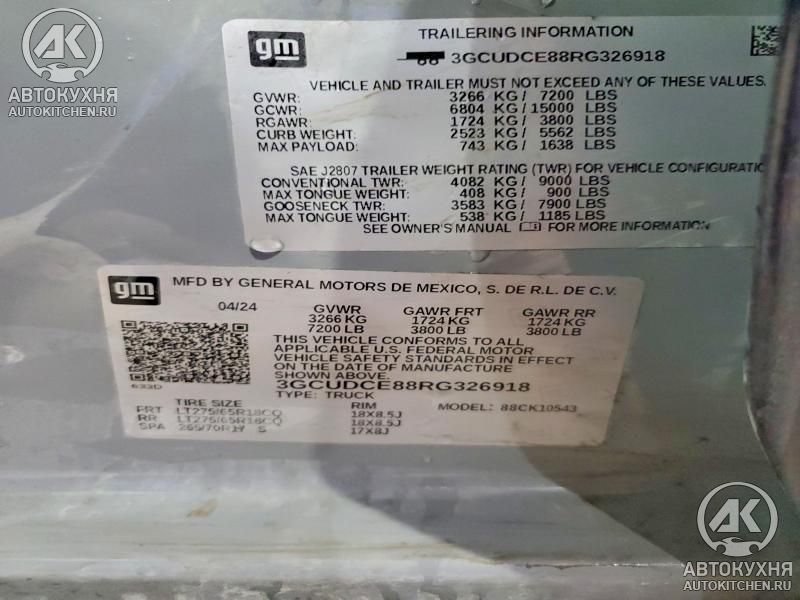 АК
АВТОКУХНЯ
AUTOKITCHEN.RU
gm
TRAILERING INFORMATION
3GCUDCE88RG326918
VEHICLE AND TRAILER MUST NOT EXCEED ANY OF THESE VALUES.
GVWR: 3266 KG/ 7200 LBS
GCWR: 6804 KG/ 15000 LBS
RGAWR: 1724 KG/ 3800 LBS
CURB WEIGHT: 2523 KG/ 5562 LBS
MAX PAYLOAD: 743 KG/ 1638 LBS
SAE J2807 TRAILER WEIGHT RATING (TWR) FOR VEHICLE CONFIGURATIO
CONVENTIONAL TWR: 4082 KG/ 9000 LBS
MAX TONGUE WEIGHT: 408 KG/ 900 LBS
GOOSENECK TWR: 3583 KG/ 7900 LBS
MAX TONGUE WEIGHT: 538 KG/ 1185 LBS
SEE OWNER'S MANUAL FOR MORE INFORMATION
gm
MFD BY GENERAL MOTORS DE MEXICO, S. DE R.L. DE C.V.
04/24 GVWR GAWR FRT GAWR RR
3266 KG 1724 KG 1724 KG
7200 LB 3800 LB 3800 LB
THIS VEHICLE CONFORMS TO ALL
APPLICABLE U.S. FEDERAL MOTOR
VEHICLE SAFETY STANDARDS IN EFFECT
ON THE DATE OF MANUFACTURE
SHOWN ABOVE.
3GCUDCE88RG326918
633D
TYPE: TRUCK
TIRE SIZE RIM MODEL: 88CK10543
FRT LT275/65R18CQ 18X8.5J
RR LT275/65R18CQ 18X8.5J
SPA 265/70R17 S 17X8J
АК
АВТОКУХНЯ
AUTOKITCHEN.RU